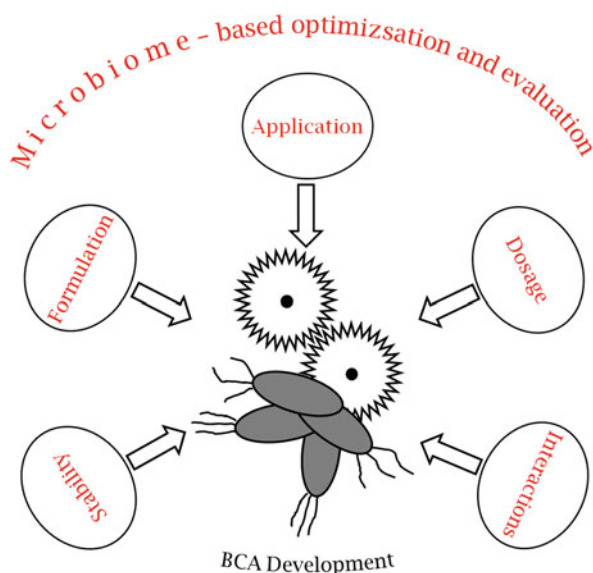 Microbiome – based optimizsation and evaluation
Application
Formulation
Dosage
Stability
Interactions
BCA Development